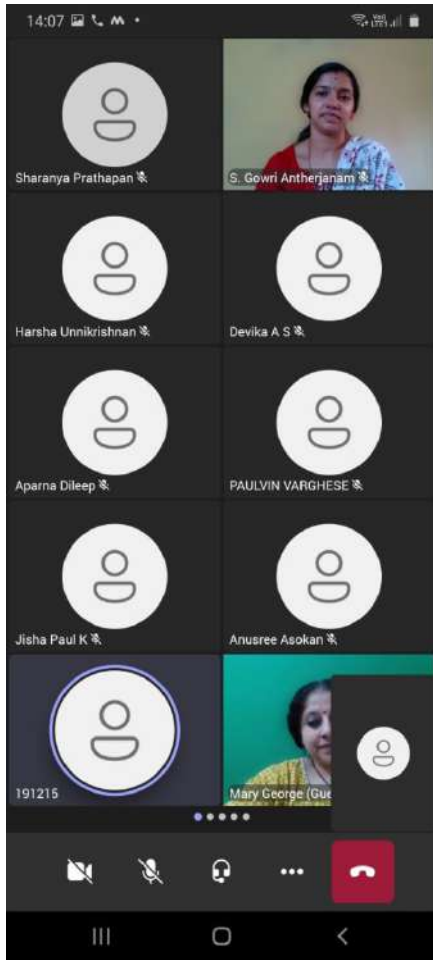 14:07
Sharanya Prathapan
S. Gowri Antherjanam
Harsha Unnikrishnan
Devika A S
Aparna Dileep
PAULVIN VARGHESE
Jisha Paul K
Anusree Asokan
191215
Mary George (Gue